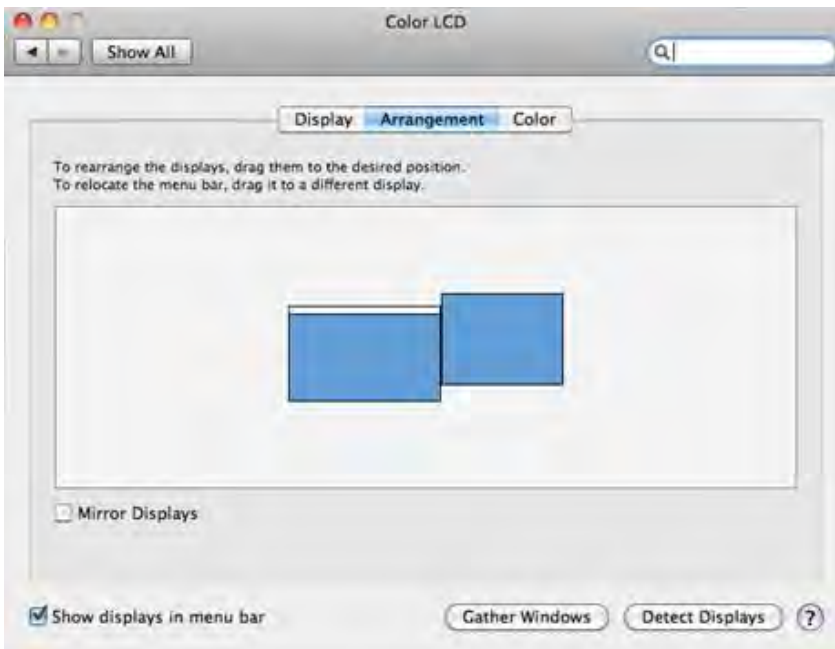 Color LCD
Show All
Display Arrangement Color
To rearrange the displays, drag them to the desired position.
To relocate the menu bar, drag it to a different display.
Mirror Displays
Show displays in menu bar
Gather Windows Detect Displays ?